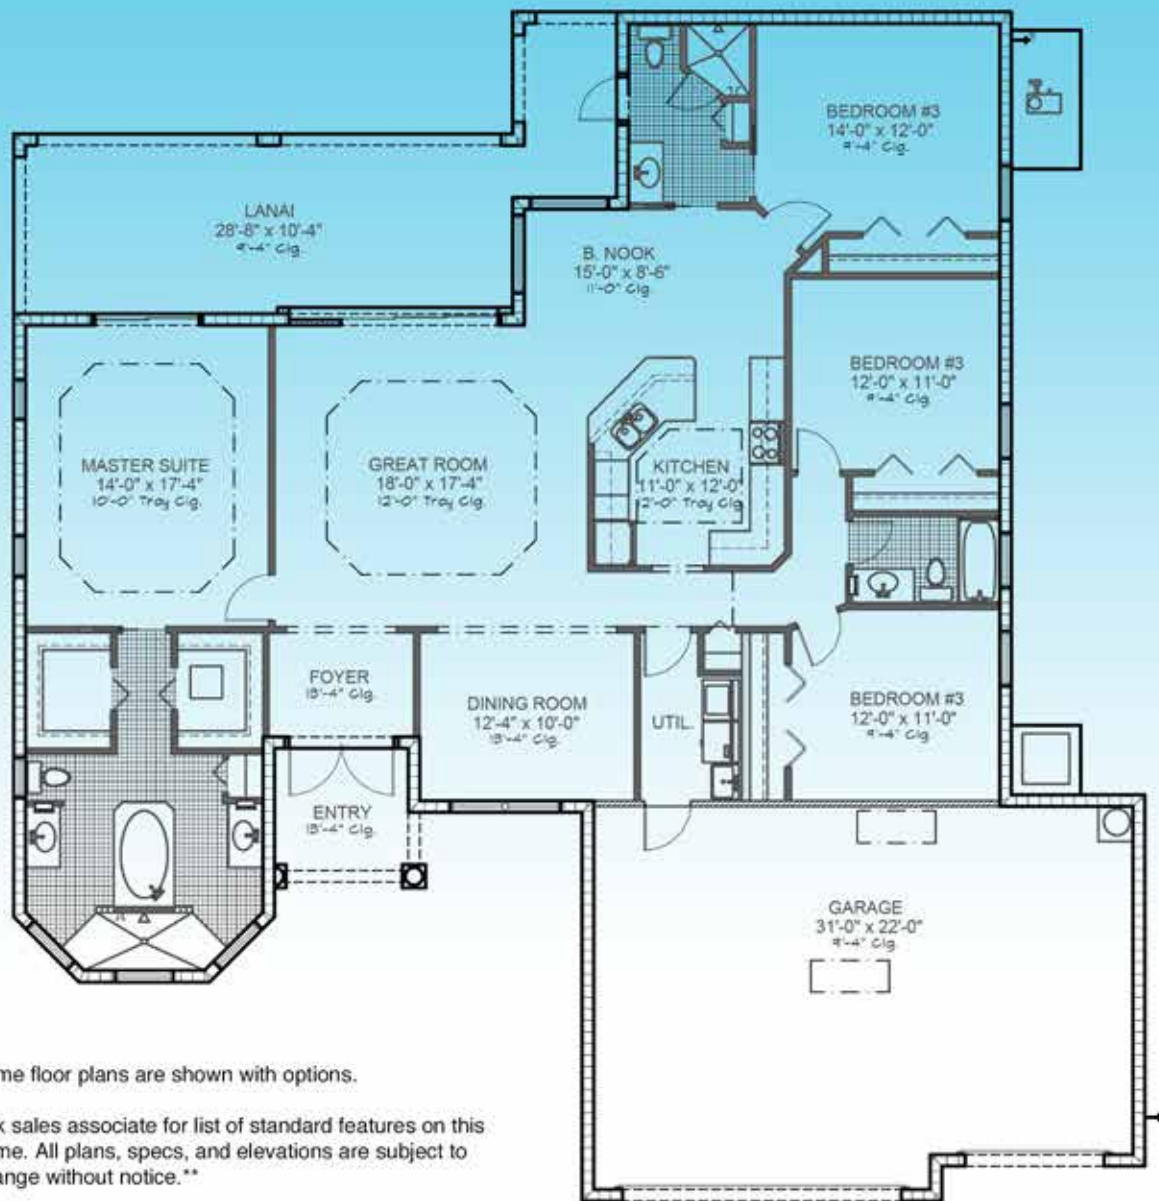 BEDROOM #3
14'-0" x 12'-0"
9'-4" Clg.
LANAI
28'-8" x 10'-4"
9'-4" Clg.
B. NOOK
15'-0" x 8'-6"
11'-0" Clg.
BEDROOM #3
12'-0" x 11'-0"
9'-4" Clg.
MASTER SUITE
14'-0" x 17'-4"
10'-0" Tray Clg.
GREAT ROOM
18'-0" x 17'-4"
12'-0" Tray Clg.
KITCHEN
11'-0" x 12'-0"
12'-0" Tray Clg.
FOYER
13'-4" Clg.
DINING ROOM
12'-4" x 10'-0"
13'-4" Clg.
UTIL.
BEDROOM #3
12'-0" x 11'-0"
9'-4" Clg.
ENTRY
13'-4" Clg.
GARAGE
31'-0" x 22'-0"
9'-4" Clg.
me floor plans are shown with options.
k sales associate for list of standard features on this
me. All plans, specs, and elevations are subject to
ange without notice.**